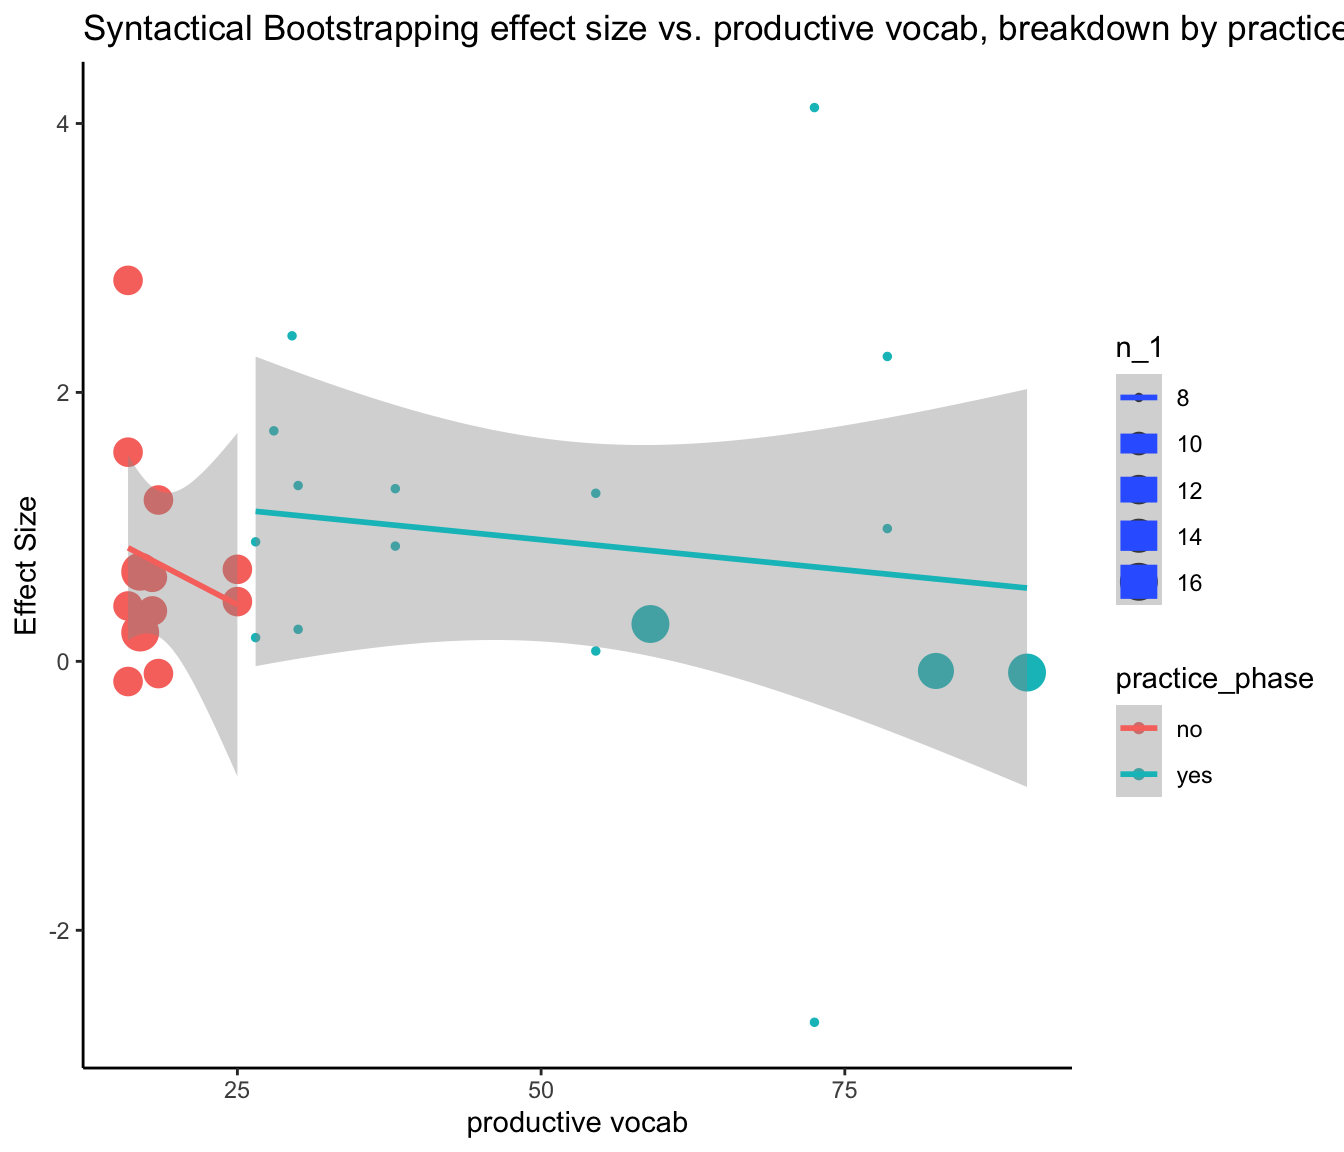 Syntactical Bootstrapping effect size vs. productive vocab, breakdown by practice
4
2
0
-2
Effect Size
25
50
75
productive vocab
n_1
8
10
12
14
16
practice_phase
no
yes